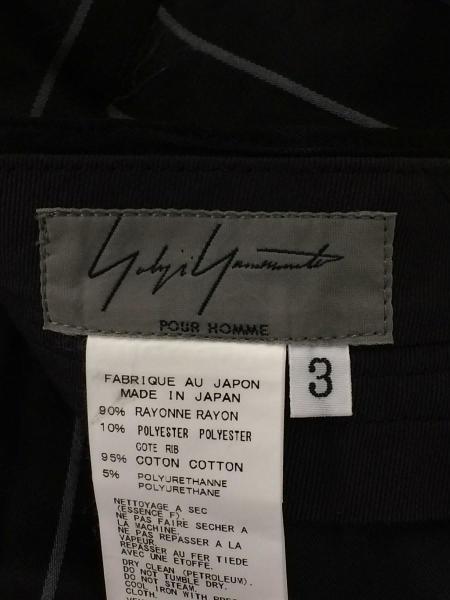 Yohji Yamamoto
POUR HOMME
3
FABRIQUE AU JAPON
MADE IN JAPAN
90% RAYONNE RAYON
10% POLYESTER POLYESTER
COTE RIB
95% COTON COTTON
5% POLYURETHANNE
POLYURETHANE
NETTOYAGE A SEC
(ESSENCE F).
NE PAS FAIRE SECHER A
LA MACHINE.
NE PAS REPASSER A LA
VAPEUR.
REPASSER AU FER TIEDE
AVEC UNE ETOFFE.
DRY CLEAN (PETROLEUM).
DO NOT TUMBLE DRY.
DO NOT STEAM.
COOL IRON WITH
CLOTH.